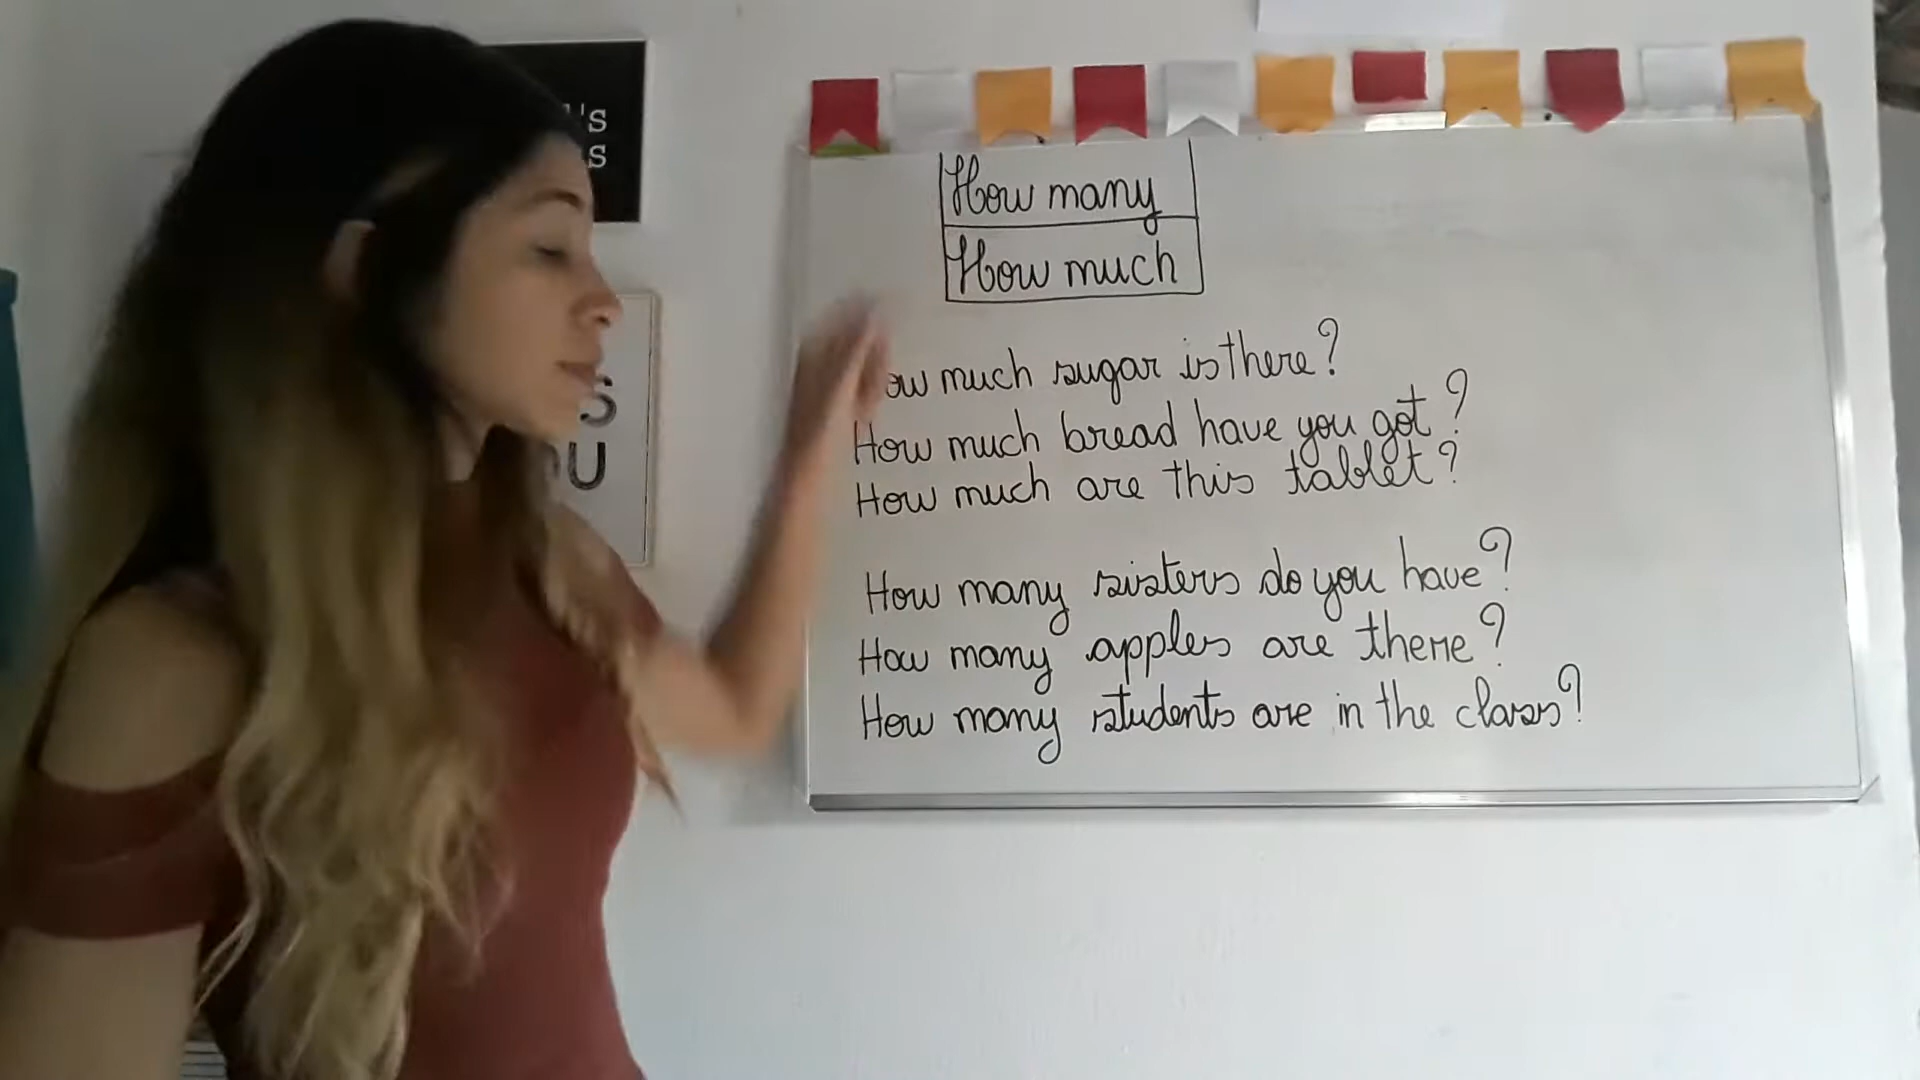 'S
S
S
OU
How many
How much
ow much sugar is there?
How much bread have you got?
How much are this tablet?
How many sisters do you have?
How many apples are there?
How many students are in the class?